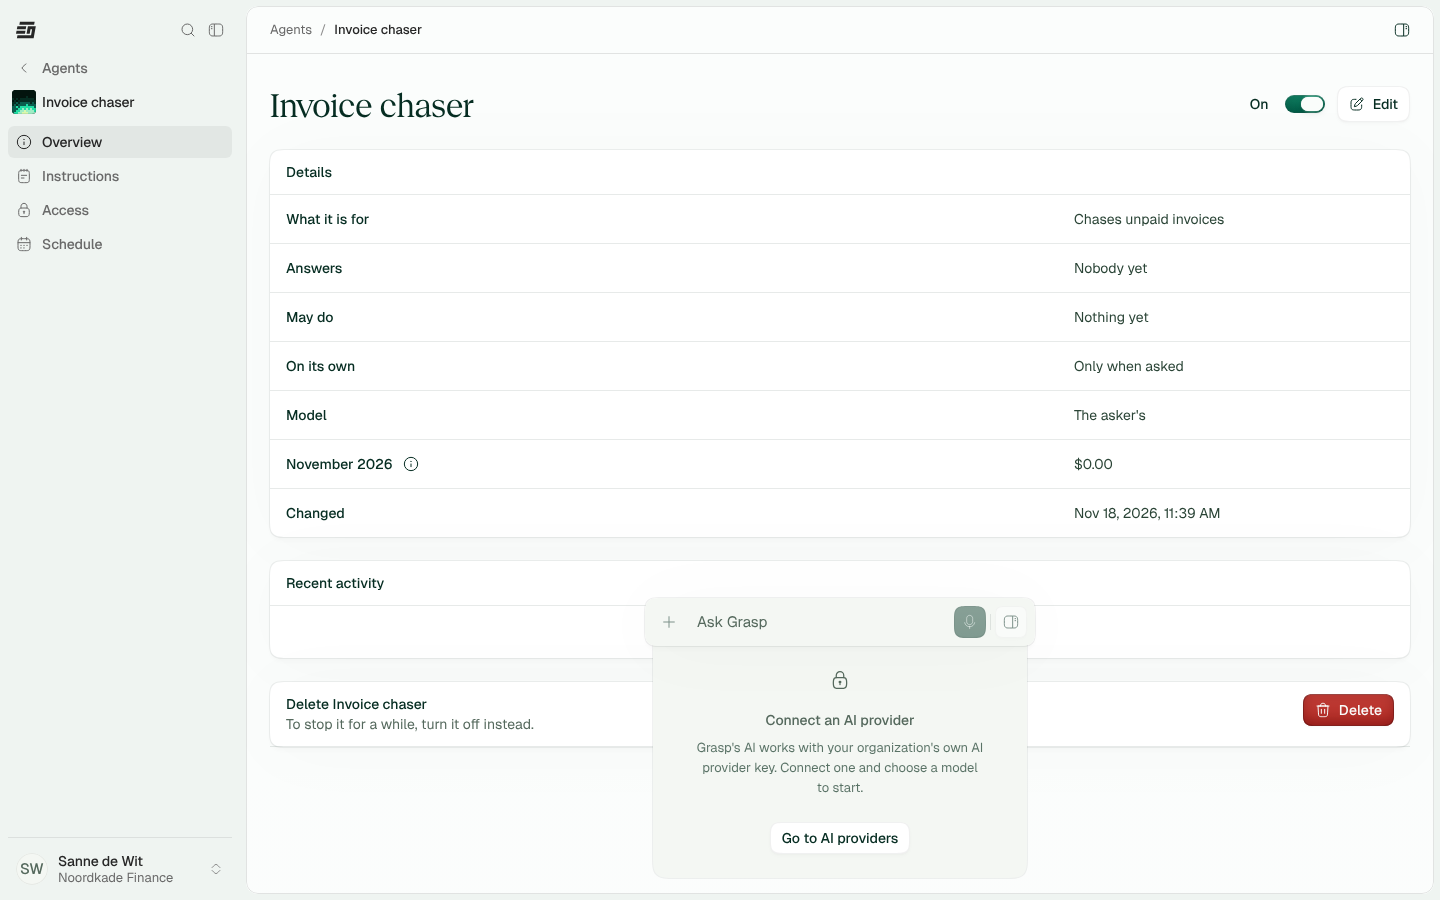 Agents
Invoice chaser
Overview
Instructions
Access
Schedule
SW
Sanne de Wit
Noordkade Finance
Agents / Invoice chaser
Invoice chaser
On
Edit
Details
What it is for
Chases unpaid invoices
Answers
Nobody yet
May do
Nothing yet
On its own
Only when asked
Model
The asker's
November 2026
$0.00
Changed
Nov 18, 2026, 11:39 AM
Recent activity
Delete Invoice chaser
To stop it for a while, turn it off instead.
Delete
Ask Grasp
Connect an AI provider
Grasp's AI works with your organization's own AI
provider key. Connect one and choose a model
to start.
Go to AI providers